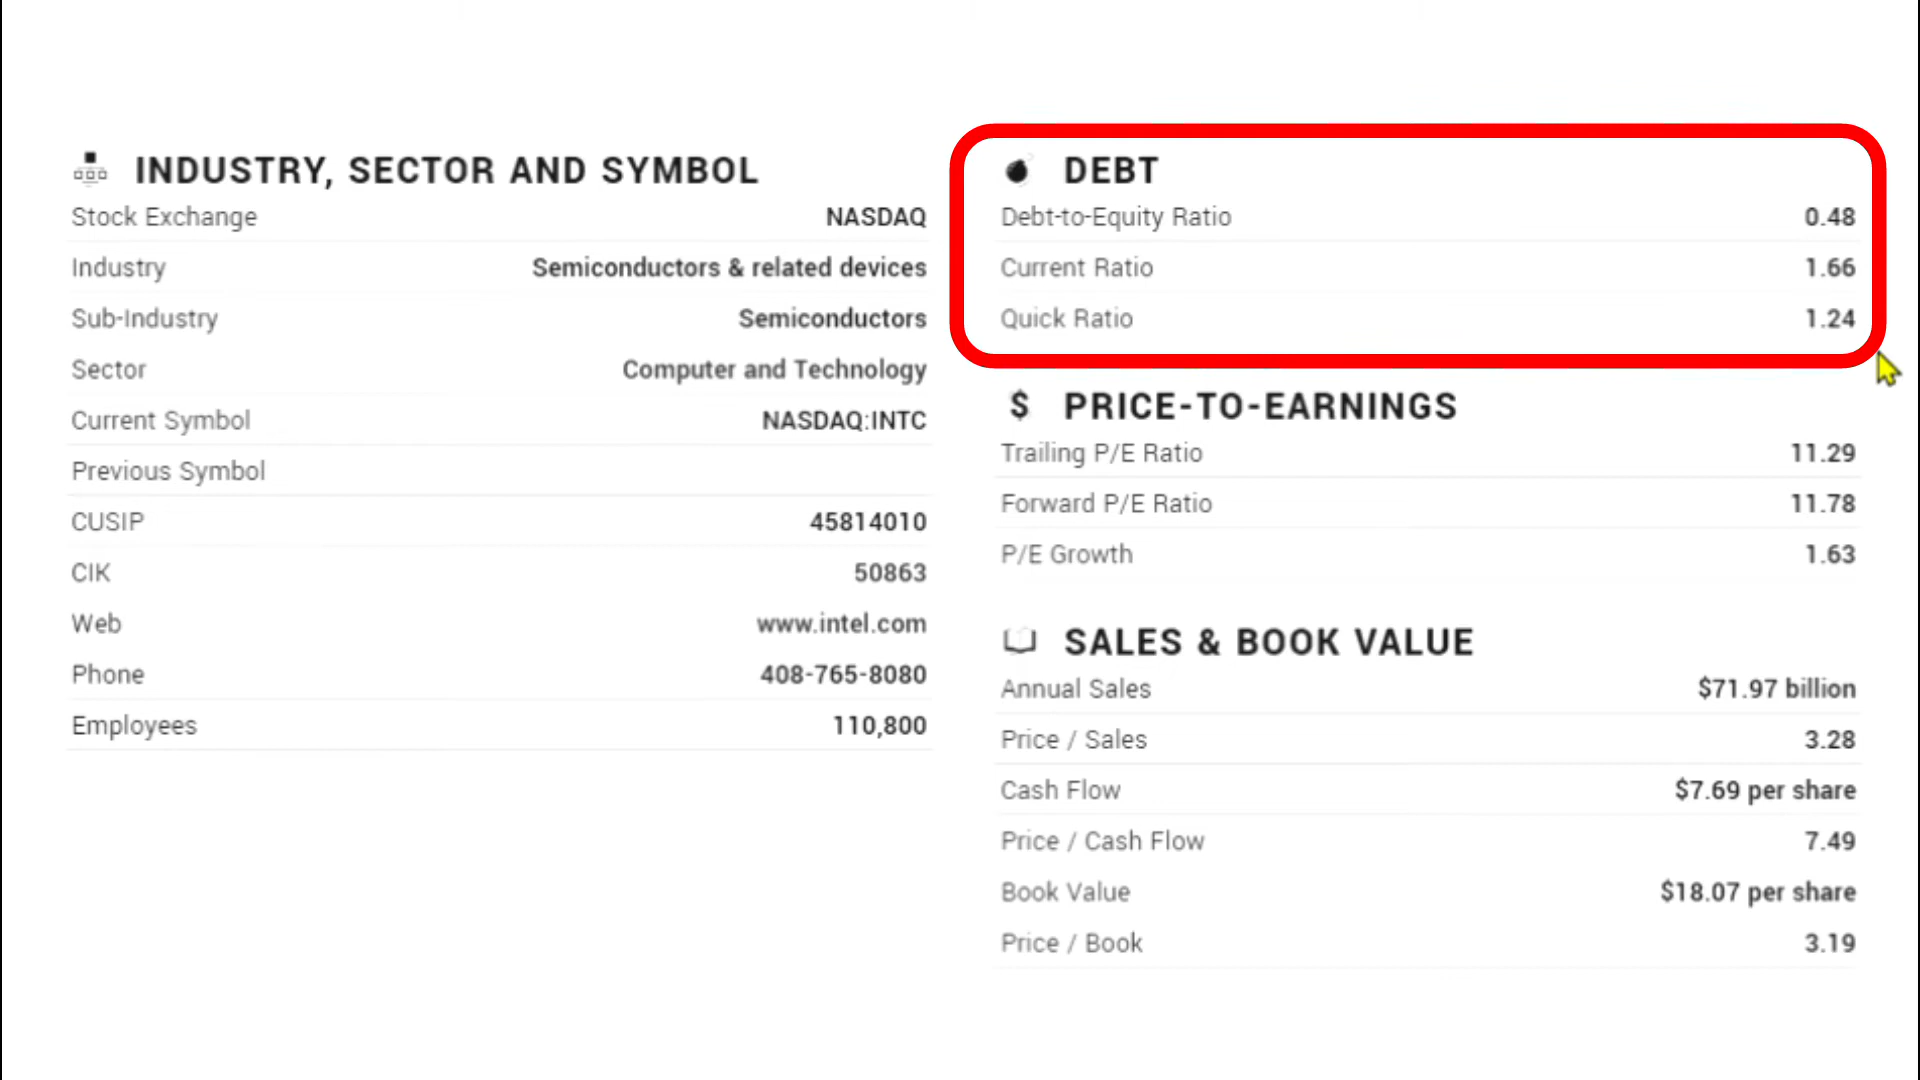 INDUSTRY, SECTOR AND SYMBOL
Stock Exchange NASDAQ
Industry Semiconductors & related devices
Sub-Industry Semiconductors
Sector Computer and Technology
Current Symbol NASDAQ:INTC
Previous Symbol
CUSIP 45814010
CIK 50863
Web www.intel.com
Phone 408-765-8080
Employees 110,800
DEBT
Debt-to-Equity Ratio 0.48
Current Ratio 1.66
Quick Ratio 1.24
$ PRICE-TO-EARNINGS
Trailing P/E Ratio 11.29
Forward P/E Ratio 11.78
P/E Growth 1.63
SALES & BOOK VALUE
Annual Sales $71.97 billion
Price / Sales 3.28
Cash Flow $7.69 per share
Price / Cash Flow 7.49
Book Value $18.07 per share
Price / Book 3.19